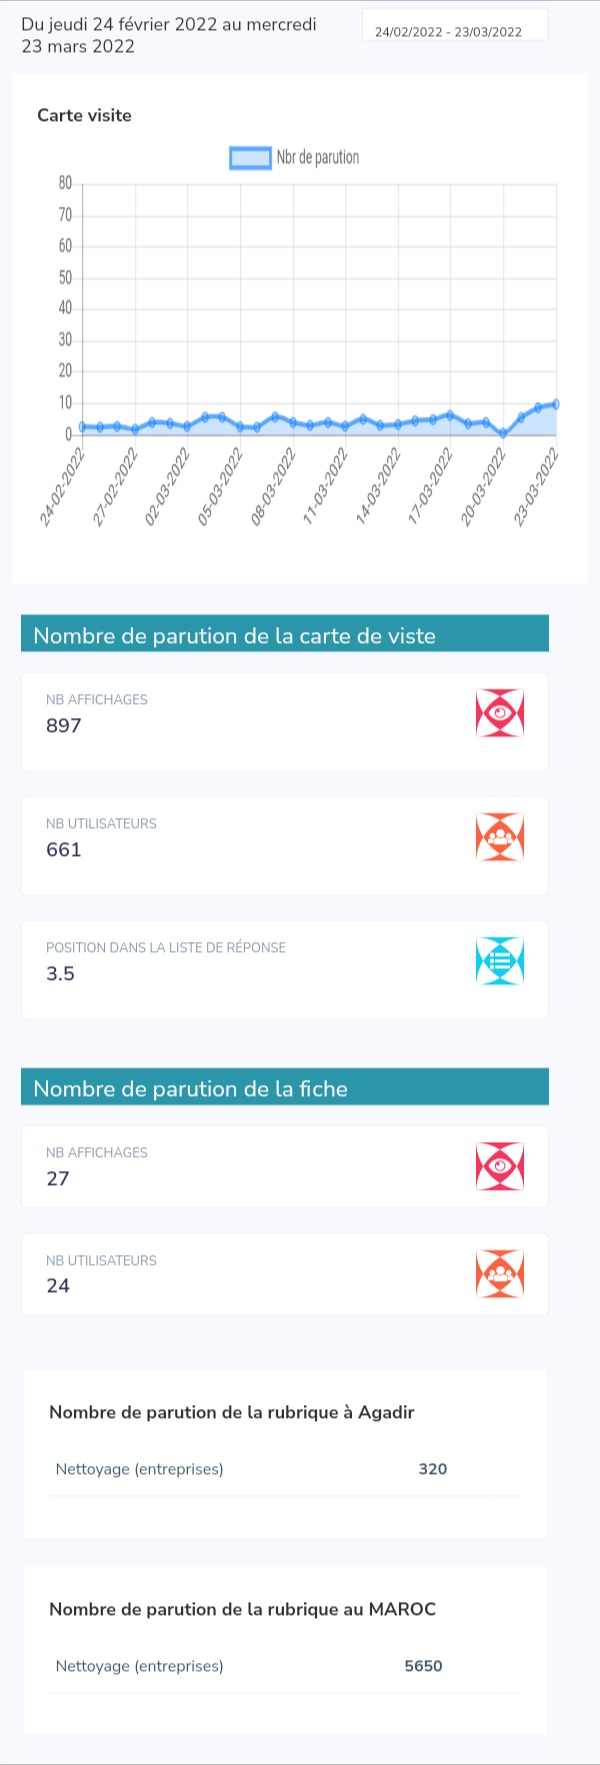 Du jeudi 24 février 2022 au mercredi
23 mars 2022
24/02/2022 - 23/03/2022
Carte visite
Nbr de parution
80
70
60
50
40
30
20
10
0
24-02-2022
27-02-2022
02-03-2022
05-03-2022
08-03-2022
11-03-2022
14-03-2022
17-03-2022
20-03-2022
23-03-2022
Nombre de parution de la carte de viste
NB AFFICHAGES
897
NB UTILISATEURS
661
POSITION DANS LA LISTE DE RÉPONSE
3.5
Nombre de parution de la fiche
NB AFFICHAGES
27
NB UTILISATEURS
24
Nombre de parution de la rubrique à Agadir
Nettoyage (entreprises) 320
Nombre de parution de la rubrique au MAROC
Nettoyage (entreprises) 5650